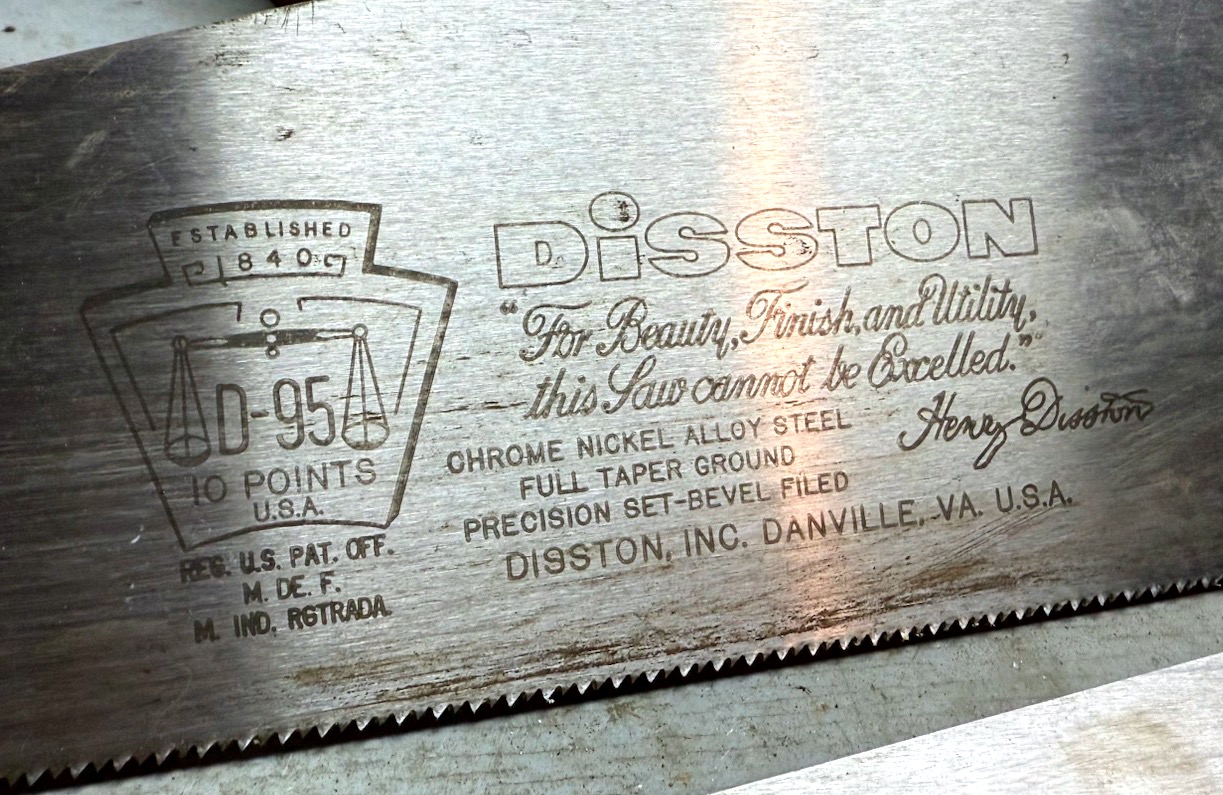 ESTABLISHED
1840
D-95
10 POINTS
U.S.A.
REG. U.S. PAT. OFF.
M. DE. F.
M. IND. RGTRADA.
DiSSTON
"For Beauty, Finish, and Utility,
this Saw cannot be Excelled."
Henry Disston
CHROME NICKEL ALLOY STEEL
FULL TAPER GROUND
PRECISION SET-BEVEL FILED
DISSTON, INC. DANVILLE, VA. U.S.A.